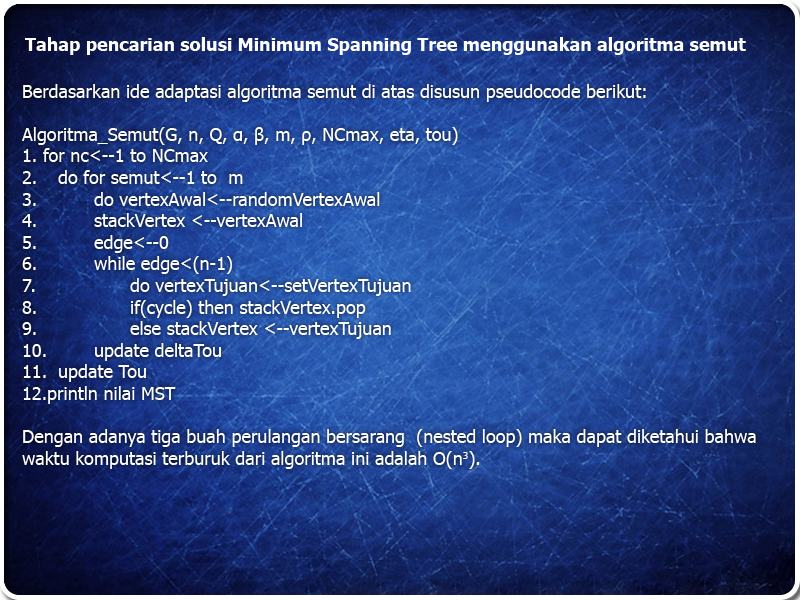 Tahap pencarian solusi Minimum Spanning Tree menggunakan algoritma semut
Berdasarkan ide adaptasi algoritma semut di atas disusun pseudocode berikut:
Algoritma_Semut(G, n, Q, α, β, m, ρ, NCmax, eta, tou)
1. for nc<--1 to NCmax
2. do for semut<--1 to m
3. do vertexAwal<--randomVertexAwal
4. stackVertex <--vertexAwal
5. edge<--0
6. while edge<(n-1)
7. do vertexTujuan<--setVertexTujuan
8. if(cycle) then stackVertex.pop
9. else stackVertex <--vertexTujuan
10. update deltaTou
11. update Tou
12.println nilai MST
Dengan adanya tiga buah perulangan bersarang (nested loop) maka dapat diketahui bahwa
waktu komputasi terburuk dari algoritma ini adalah O(n³).